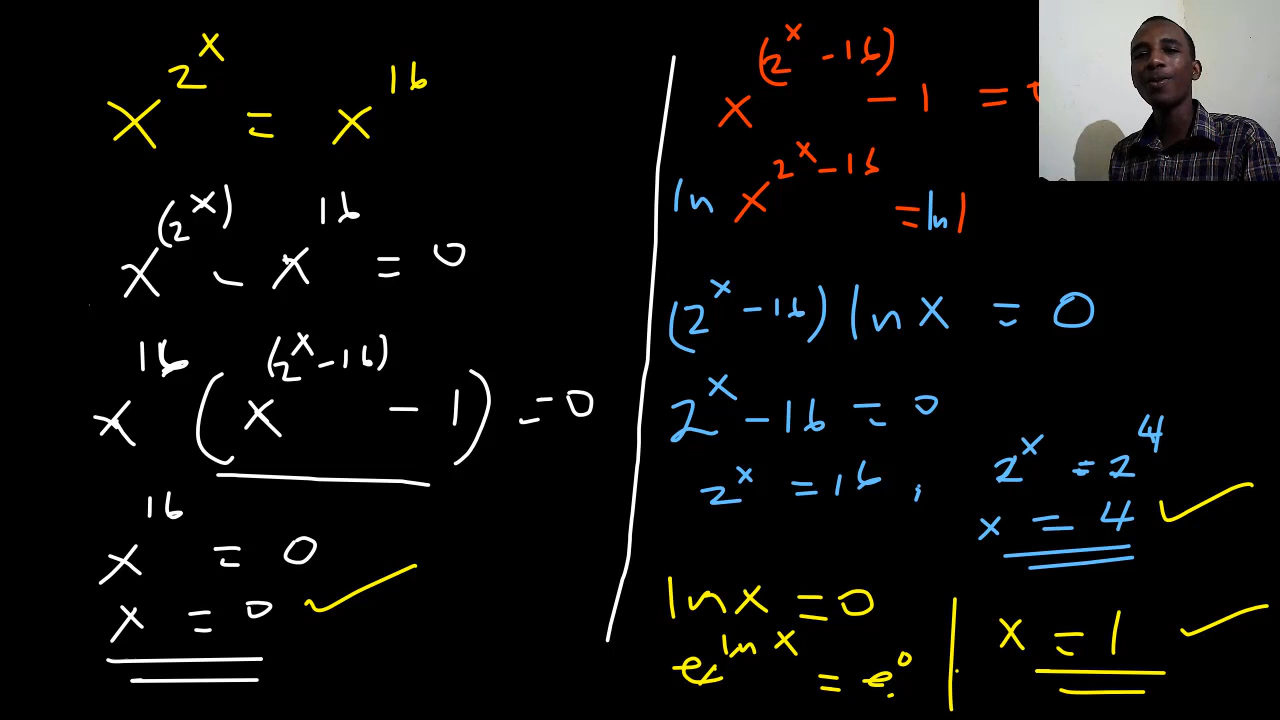 x^2^x = x^16
x^(2^x) - x^16 = 0
x^16 (x^(2^x-16) - 1) = 0
x^16 = 0
x = 0
x^(2^x-16) - 1 =
ln x^2^x-16 = ln 1
(2^x-16) ln x = 0
2^x - 16 = 0
2^x = 16 , 2^x = 2^4
x = 4
ln x = 0
e^ln x = e^0
x = 1